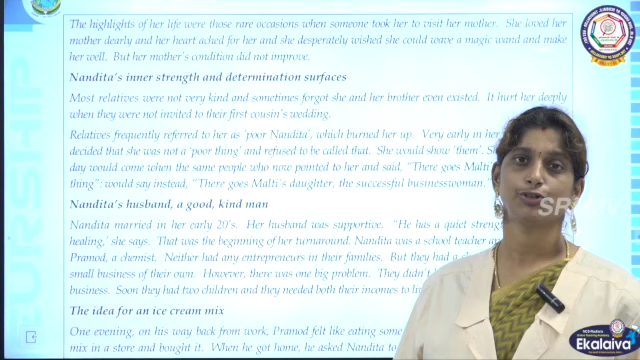 The highlights of her life were those rare occasions when someone took her to visit her mother. She loved her
mother dearly and her heart ached for her and she desperately wished she could wave a magic wand and make
her well. But her mother's condition did not improve.
Nandita's inner strength and determination surfaces
Most relatives were not very kind and sometimes forgot she and her brother even existed. It hurt her deeply
when they were not invited to their first cousin's wedding.
Relatives frequently referred to her as 'poor Nandita', which burned her up. Very early in her
decided that she was not a 'poor thing' and refused to be called that. She would show 'them'.
day would come when the same people who now pointed to her and said, "There goes Malti
thing": would say instead, "There goes Malti's daughter, the successful businesswoman."
Nandita's husband, a good, kind man
Nandita married in her early 20's. Her husband was supportive. "He has a quiet
healing,' she says. That was the beginning of her turnaround. Nandita was a school teacher
Pramod, a chemist. Neither had any entrepreneurs in their families. But they had a
small business of their own. However, there was one big problem. They didn't
business. Soon they had two children and they needed both their incomes to
The idea for an ice cream mix
One evening, on his way back from work, Pramod felt like eating some
mix in a store and bought it. When he got home, he asked Nandita to
EURSHIP
Ekalaiva